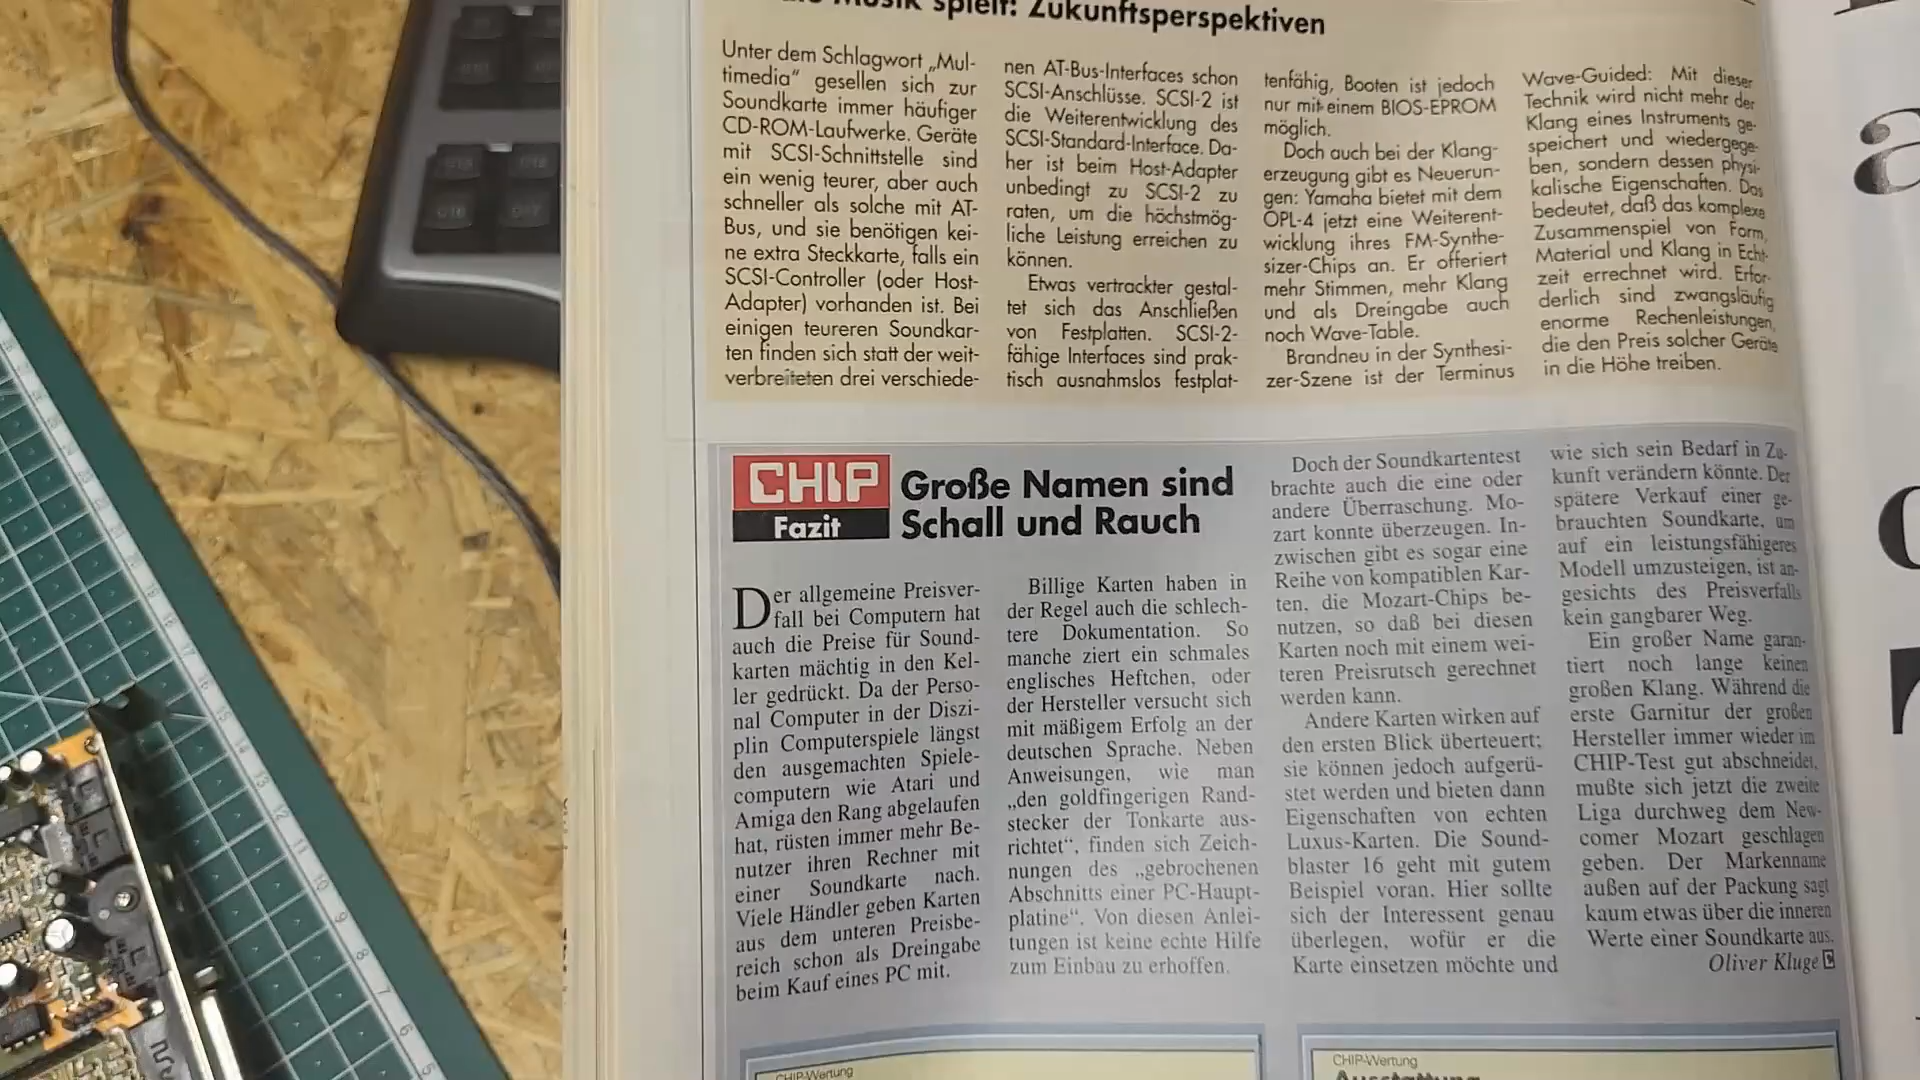 Musik spielt: Zukunftsperspektiven
Unter dem Schlagwort „Mul-
timedia“ gesellen sich zur
Soundkarte immer häufiger
CD-ROM-Laufwerke. Geräte
mit SCSI-Schnittstelle sind
ein wenig teurer, aber auch
schneller als solche mit AT-
Bus, und sie benötigen kei-
ne extra Steckkarte, falls ein
SCSI-Controller (oder Host-
Adapter) vorhanden ist. Bei
einigen teureren Soundkar-
ten finden sich statt der weit-
verbreiteten drei verschiede-
nen AT-Bus-Interfaces schon
SCSI-Anschlüsse. SCSI-2 ist
die Weiterentwicklung des
SCSI-Standard-Interface. Da-
her ist beim Host-Adapter
unbedingt zu SCSI-2 zu
raten, um die höchstmög-
liche Leistung erreichen zu
können.
Etwas vertrackter gestal-
tet sich das Anschließen
von Festplatten. SCSI-2-
fähige Interfaces sind prak-
tisch ausnahmslos festplat-
tenfähig, Booten ist jedoch
nur mit einem BIOS-EPROM
möglich.
Doch auch bei der Klang-
erzeugung gibt es Neuerun-
gen: Yamaha bietet mit dem
OPL-4 jetzt eine Weiterent-
wicklung ihres FM-Synthe-
sizer-Chips an. Er offeriert
mehr Stimmen, mehr Klang
und als Dreingabe auch
noch Wave-Table.
Brandneu in der Synthesi-
zer-Szene ist der Terminus
Wave-Guided: Mit dieser
Technik wird nicht mehr der
Klang eines Instruments ge-
speichert und wiedergege-
ben, sondern dessen physi-
kalische Eigenschaften. Das
bedeutet, daß das komplexe
Zusammenspiel von Form,
Material und Klang in Echt-
zeit errechnet wird. Erfor-
derlich sind zwangsläufig
enorme Rechenleistungen,
die den Preis solcher Geräte
in die Höhe treiben.
CHIP
Fazit
Große Namen sind
Schall und Rauch
Der allgemeine Preisver-
fall bei Computern hat
auch die Preise für Sound-
karten mächtig in den Kel-
ler gedrückt. Da der Perso-
nal Computer in der Diszi-
plin Computerspiele längst
den ausgemachten Spiele-
computern wie Atari und
Amiga den Rang abgelaufen
hat, rüsten immer mehr Be-
nutzer ihren Rechner mit
einer Soundkarte nach.
Viele Händler geben Karten
aus dem unteren Preisbe-
reich schon als Dreingabe
beim Kauf eines PC mit.
Billige Karten haben in
der Regel auch die schlech-
tere Dokumentation. So
manche ziert ein schmales
englisches Heftchen, oder
der Hersteller versucht sich
mit mäßigem Erfolg an der
deutschen Sprache. Neben
Anweisungen, wie man
„den goldfingerigen Rand-
stecker der Tonkarte aus-
richtet“, finden sich Zeich-
nungen des „gebrochenen
Abschnitts einer PC-Haupt-
platine“. Von diesen Anlei-
tungen ist keine echte Hilfe
zum Einbau zu erhoffen.
Doch der Soundkartentest
brachte auch die eine oder
andere Überraschung. Mo-
zart konnte überzeugen. In-
zwischen gibt es sogar eine
Reihe von kompatiblen Kar-
ten, die Mozart-Chips be-
nutzen, so daß bei diesen
Karten noch mit einem wei-
teren Preisrutsch gerechnet
werden kann.
Andere Karten wirken auf
den ersten Blick überteuert;
sie können jedoch aufgerü-
stet werden und bieten dann
Eigenschaften von echten
Luxus-Karten. Die Sound-
blaster 16 geht mit gutem
Beispiel voran. Hier sollte
sich der Interessent genau
überlegen, wofür er die
Karte einsetzen möchte und
wie sich sein Bedarf in Zu-
kunft verändern könnte. Der
spätere Verkauf einer ge-
brauchten Soundkarte, um
auf ein leistungsfähigeres
Modell umzusteigen, ist an-
gesichts des Preisverfalls
kein gangbarer Weg.
Ein großer Name garan-
tiert noch lange keinen
großen Klang. Während die
erste Garnitur der großen
Hersteller immer wieder im
CHIP-Test gut abschneidet,
mußte sich jetzt die zweite
Liga durchweg dem New-
comer Mozart geschlagen
geben. Der Markenname
außen auf der Packung sagt
kaum etwas über die inneren
Werte einer Soundkarte aus.
Oliver Kluge
CHIP-Wertung
CHIP-Wertung